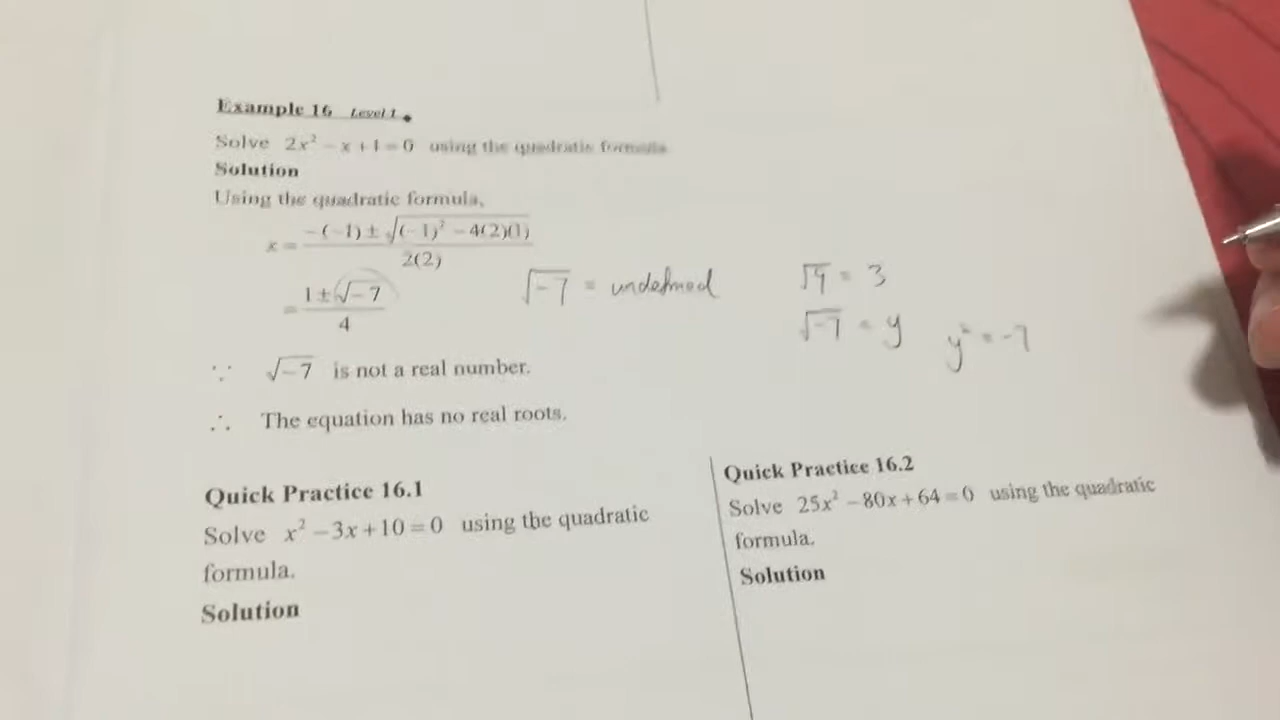 Example 16 Level 1
Solve 2x² − x + 1 = 0 using the quadratic formula
Solution
Using the quadratic formula,
x = \frac{−(−1) ± √((−1)² − 4(2)(1))}{2(2)}
= \frac{1 ± √−7}{4}
√−7 = undefined
√9 = 3
√−7 = y
y² = −7
∵ √−7 is not a real number.
∴ The equation has no real roots.
Quick Practice 16.1
Solve x² − 3x + 10 = 0 using the quadratic
formula.
Solution
Quick Practice 16.2
Solve 25x² − 80x + 64 = 0 using the quadratic
formula.
Solution